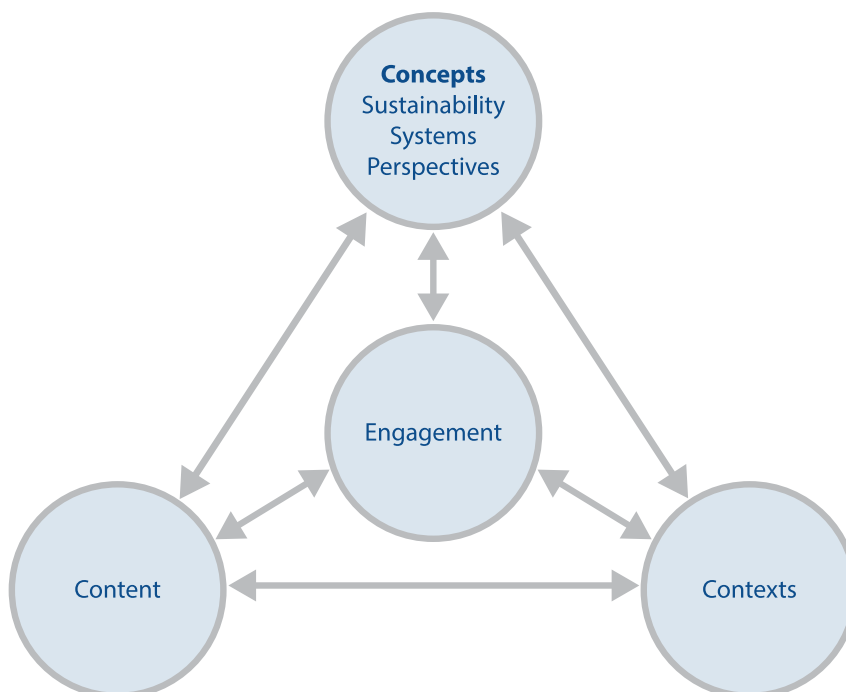 Concepts
Sustainability
Systems
Perspectives
Engagement
Content
Contexts